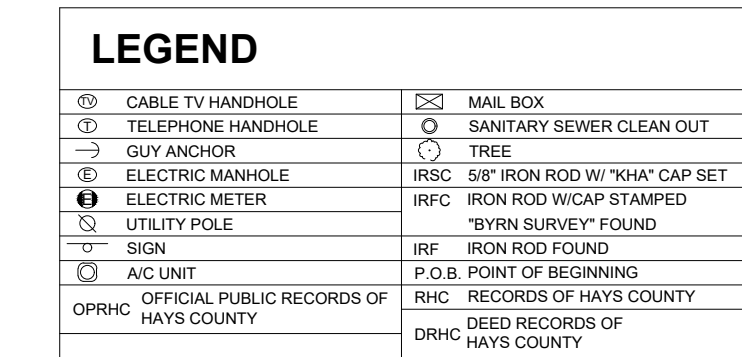 LEGEND
TV CABLE TV HANDHOLE
T TELEPHONE HANDHOLE
GUY ANCHOR
E ELECTRIC MANHOLE
ELECTRIC METER
UTILITY POLE
SIGN
A/C UNIT
OPRHC OFFICIAL PUBLIC RECORDS OF
HAYS COUNTY
MAIL BOX
SANITARY SEWER CLEAN OUT
TREE
IRSC 5/8" IRON ROD W/ "KHA" CAP SET
IRFC IRON ROD W/CAP STAMPED
"BYRN SURVEY" FOUND
IRF IRON ROD FOUND
P.O.B. POINT OF BEGINNING
RHC RECORDS OF HAYS COUNTY
DRHC DEED RECORDS OF
HAYS COUNTY